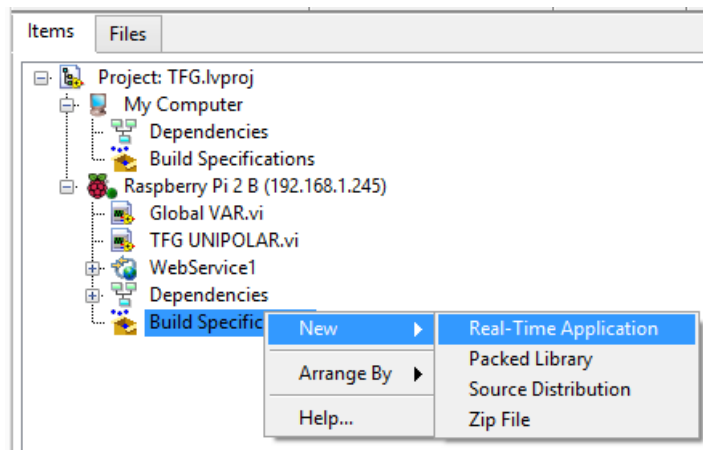 Items
Files
Project: TFG.lvproj
My Computer
Dependencies
Build Specifications
Raspberry Pi 2 B (192.168.1.245)
Global VAR.vi
TFG UNIPOLAR.vi
WebService1
Dependencies
Build Specific
New
Real-Time Application
Packed Library
Arrange By
Source Distribution
Help...
Zip File